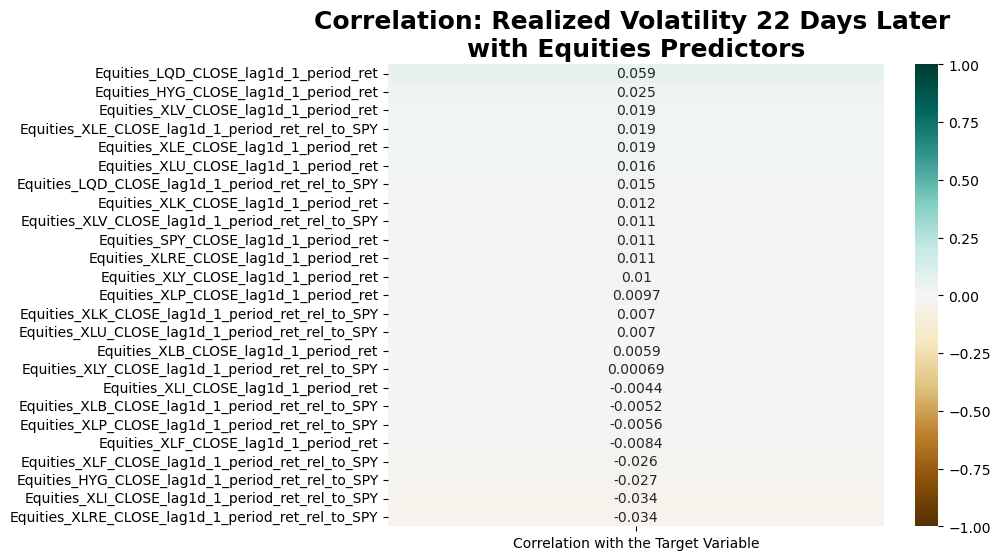 Correlation: Realized Volatility 22 Days Later
with Equities Predictors
Equities_LQD_CLOSE_lag1d_1_period_ret 0.059
Equities_HYG_CLOSE_lag1d_1_period_ret 0.025
Equities_XLV_CLOSE_lag1d_1_period_ret 0.019
Equities_XLE_CLOSE_lag1d_1_period_ret_rel_to_SPY 0.019
Equities_XLE_CLOSE_lag1d_1_period_ret 0.019
Equities_XLU_CLOSE_lag1d_1_period_ret 0.016
Equities_LQD_CLOSE_lag1d_1_period_ret_rel_to_SPY 0.015
Equities_XLK_CLOSE_lag1d_1_period_ret 0.012
Equities_XLV_CLOSE_lag1d_1_period_ret_rel_to_SPY 0.011
Equities_SPY_CLOSE_lag1d_1_period_ret 0.011
Equities_XLRE_CLOSE_lag1d_1_period_ret 0.011
Equities_XLY_CLOSE_lag1d_1_period_ret 0.01
Equities_XLP_CLOSE_lag1d_1_period_ret 0.0097
Equities_XLK_CLOSE_lag1d_1_period_ret_rel_to_SPY 0.007
Equities_XLU_CLOSE_lag1d_1_period_ret_rel_to_SPY 0.007
Equities_XLB_CLOSE_lag1d_1_period_ret 0.0059
Equities_XLY_CLOSE_lag1d_1_period_ret_rel_to_SPY 0.00069
Equities_XLI_CLOSE_lag1d_1_period_ret -0.0044
Equities_XLB_CLOSE_lag1d_1_period_ret_rel_to_SPY -0.0052
Equities_XLP_CLOSE_lag1d_1_period_ret_rel_to_SPY -0.0056
Equities_XLF_CLOSE_lag1d_1_period_ret -0.0084
Equities_XLF_CLOSE_lag1d_1_period_ret_rel_to_SPY -0.026
Equities_HYG_CLOSE_lag1d_1_period_ret_rel_to_SPY -0.027
Equities_XLI_CLOSE_lag1d_1_period_ret_rel_to_SPY -0.034
Equities_XLRE_CLOSE_lag1d_1_period_ret_rel_to_SPY -0.034
Correlation with the Target Variable
1.00
0.75
0.50
0.25
0.00
−0.25
−0.50
−0.75
−1.00